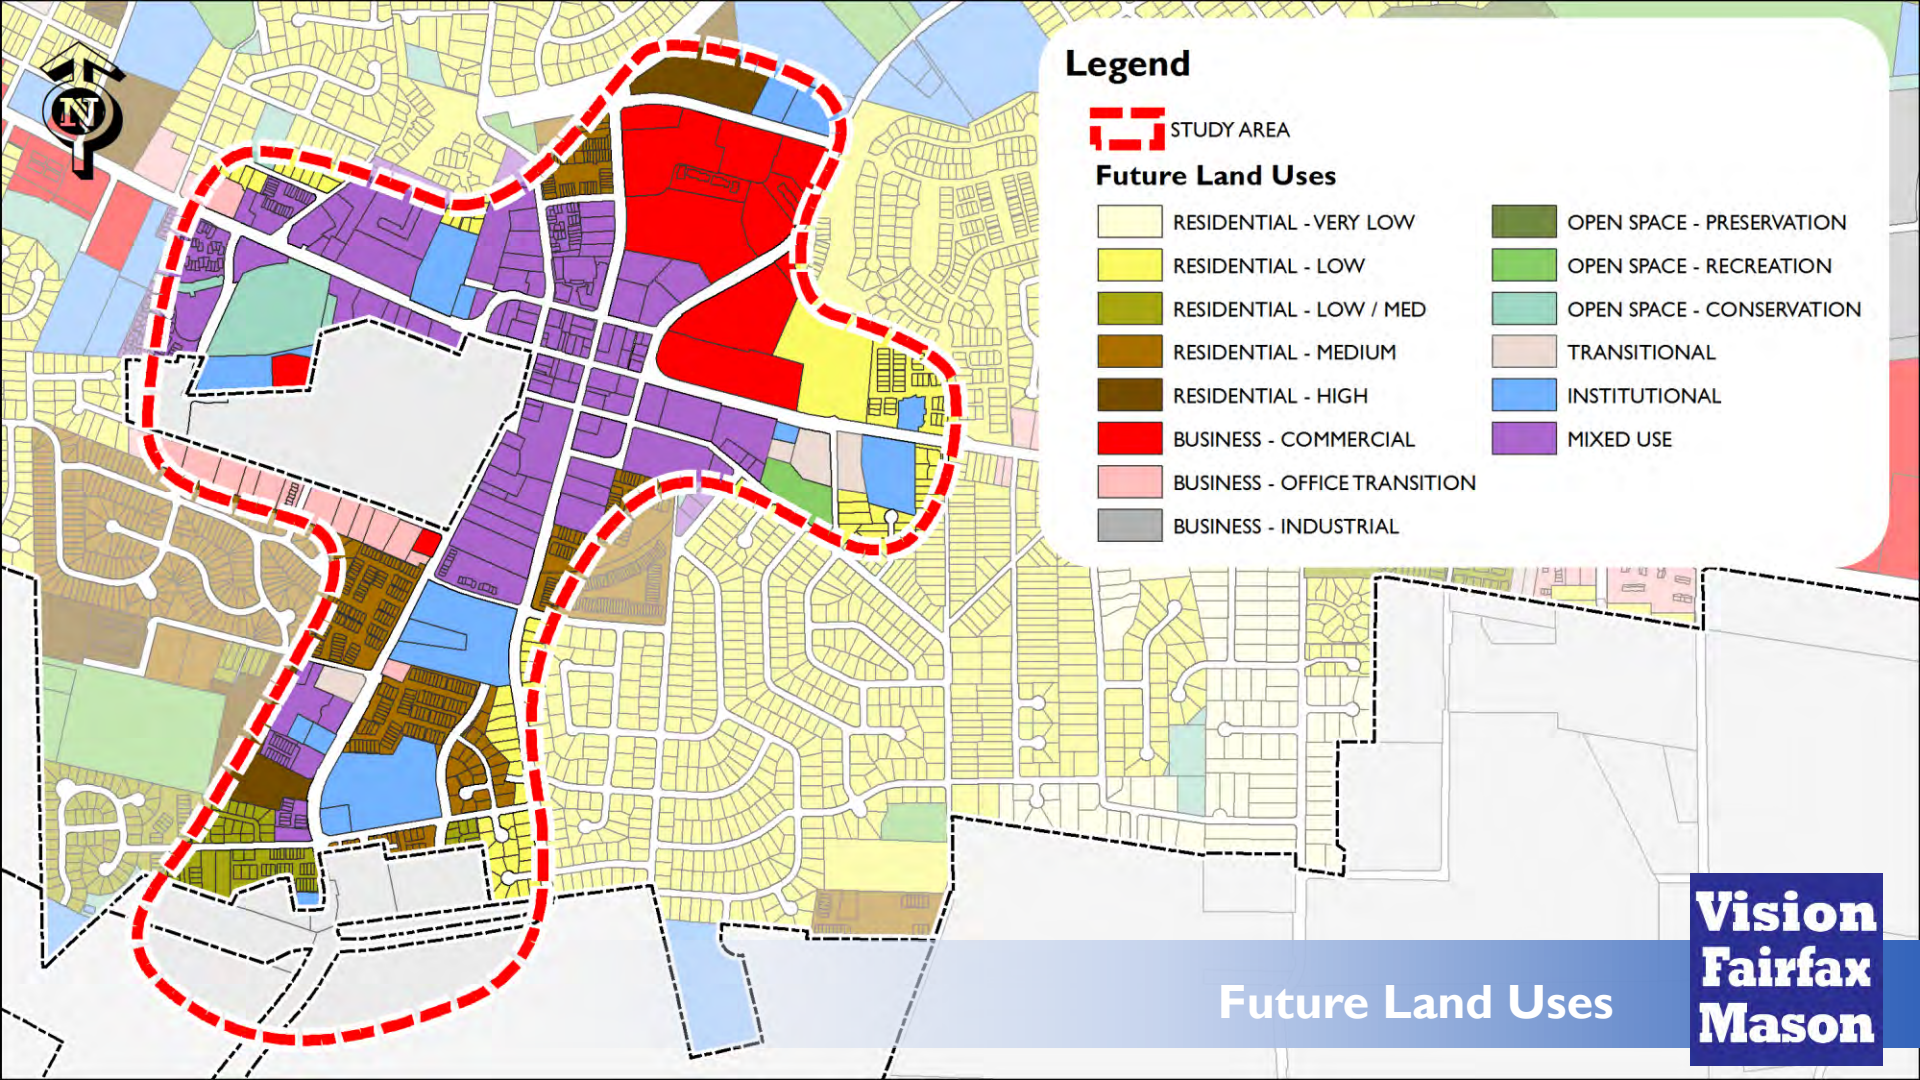 N
Legend
STUDY AREA
Future Land Uses
RESIDENTIAL - VERY LOW
RESIDENTIAL - LOW
RESIDENTIAL - LOW / MED
RESIDENTIAL - MEDIUM
RESIDENTIAL - HIGH
BUSINESS - COMMERCIAL
BUSINESS - OFFICE TRANSITION
BUSINESS - INDUSTRIAL
OPEN SPACE - PRESERVATION
OPEN SPACE - RECREATION
OPEN SPACE - CONSERVATION
TRANSITIONAL
INSTITUTIONAL
MIXED USE
Future Land Uses
Vision
Fairfax
Mason